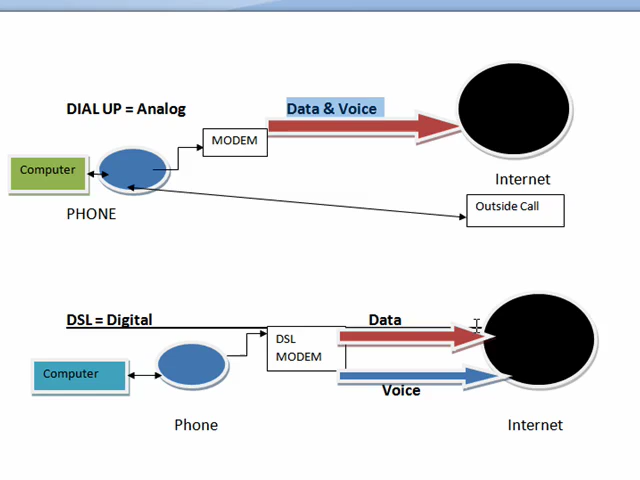 DIAL UP = Analog
Data & Voice
MODEM
Computer
PHONE
Internet
Outside Call
DSL = Digital
Data
DSL
MODEM
Computer
Voice
Phone
Internet